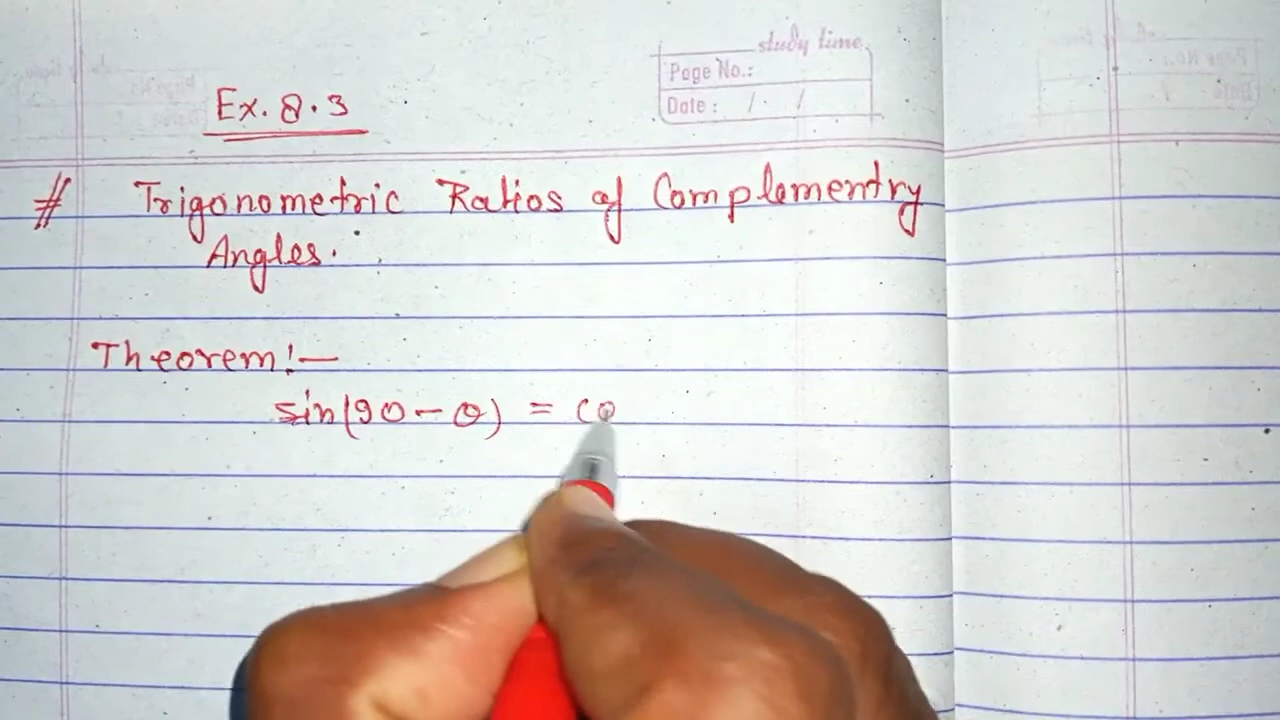 study time
Page No.:
Date : / /
Ex. 8.3
# Trigonometric Ratios of Complementry
Angles.
Theorem:—
sin(90 - θ) = co